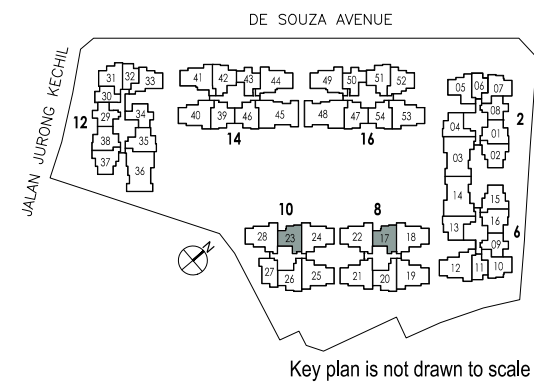 DE SOUZA AVENUE
JALAN JURONG KECHIL
31 32 33
30
29 34
12
38 35
37 36
41 42 43 44
40 39 46 45
14
49 50 51 52
48 47 54 53
16
05 06 07
08
04 01
2
03 02
14 15
13 16
6
09
12 11 10
10
28 23 24
27 26 25
8
22 17 18
21 20 19
N
Key plan is not drawn to scale